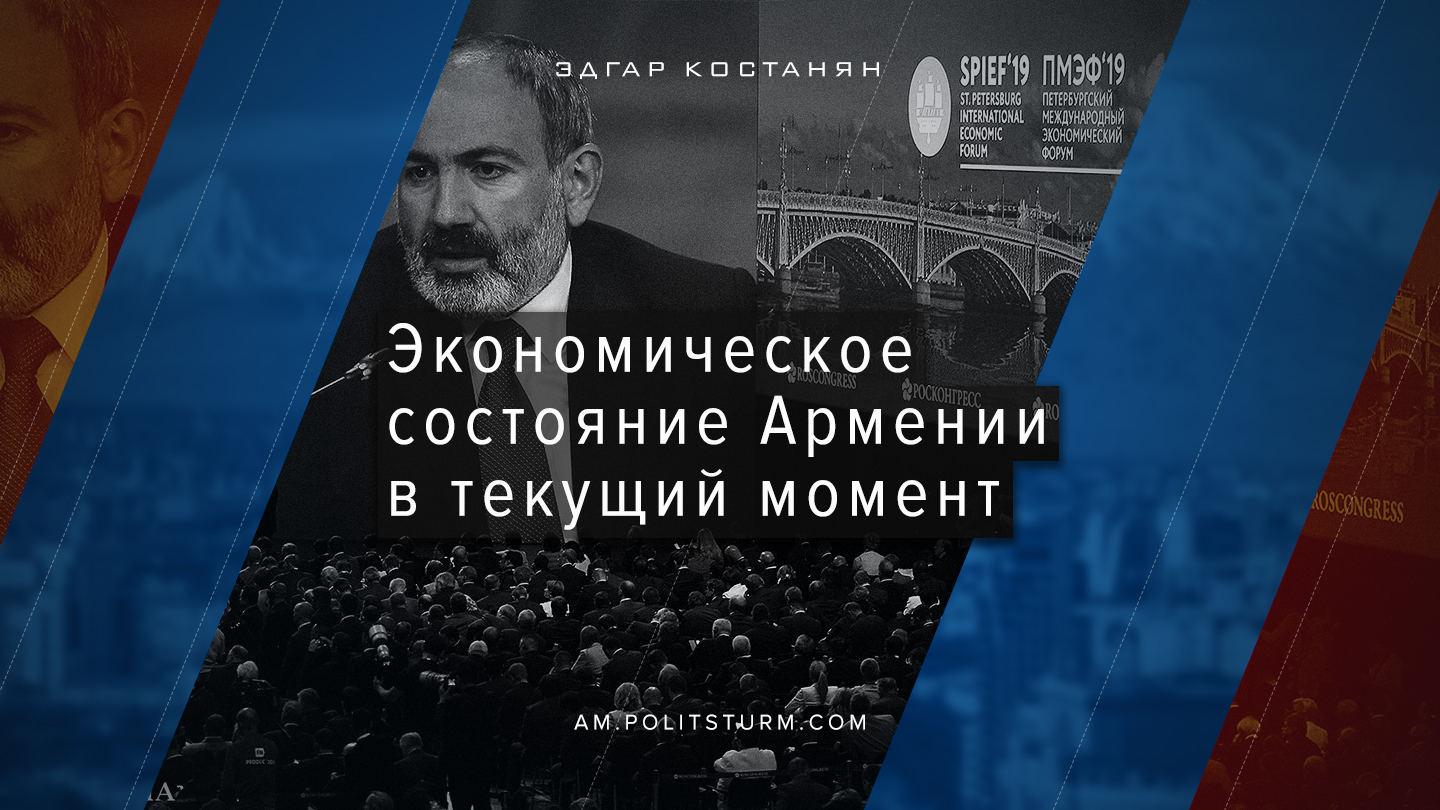 ЭДГАР КОСТАНЯН
SPIEF'19
ST. PETERSBURG
INTERNATIONAL
ECONOMIC
FORUM
ПМЭФ'19
ПЕТЕРБУРГСКИЙ
МЕЖДУНАРОДНЫЙ
ЭКОНОМИЧЕСКИЙ
ФОРУМ
Экономическое
состояние Армении
в текущий момент
ROSCONGRESS
РОСКОНГРЕСС
RO
ROSCONGRESS
AM.POLITSTURM.COM